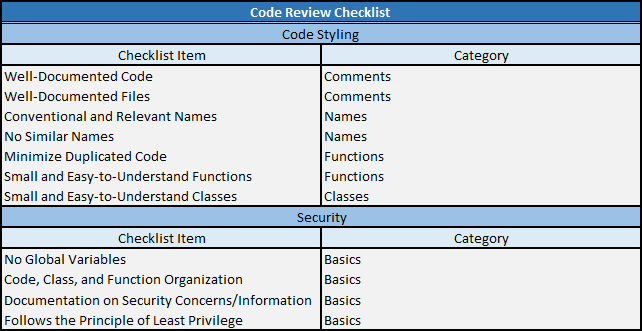 Code Review Checklist
Code Styling
Checklist Item Category
Well-Documented Code Comments
Well-Documented Files Comments
Conventional and Relevant Names Names
No Similar Names Names
Minimize Duplicated Code Functions
Small and Easy-to-Understand Functions Functions
Small and Easy-to-Understand Classes Classes
Security
Checklist Item Category
No Global Variables Basics
Code, Class, and Function Organization Basics
Documentation on Security Concerns/Information Basics
Follows the Principle of Least Privilege Basics